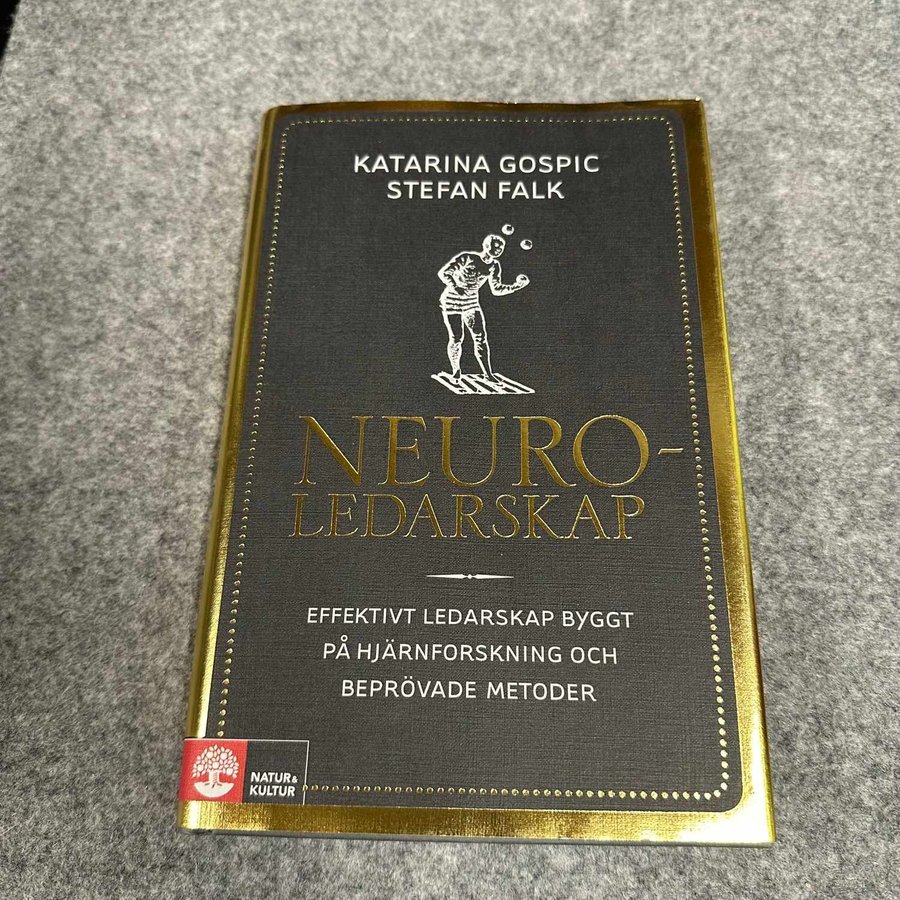 KATARINA GOSPIC
STEFAN FALK
NEURO-
LEDARSKAP
EFFEKTIVT LEDARSKAP BYGGT
PÅ HJÄRNFORSKNING OCH
BEPRÖVADE METODER
NATUR &
KULTUR